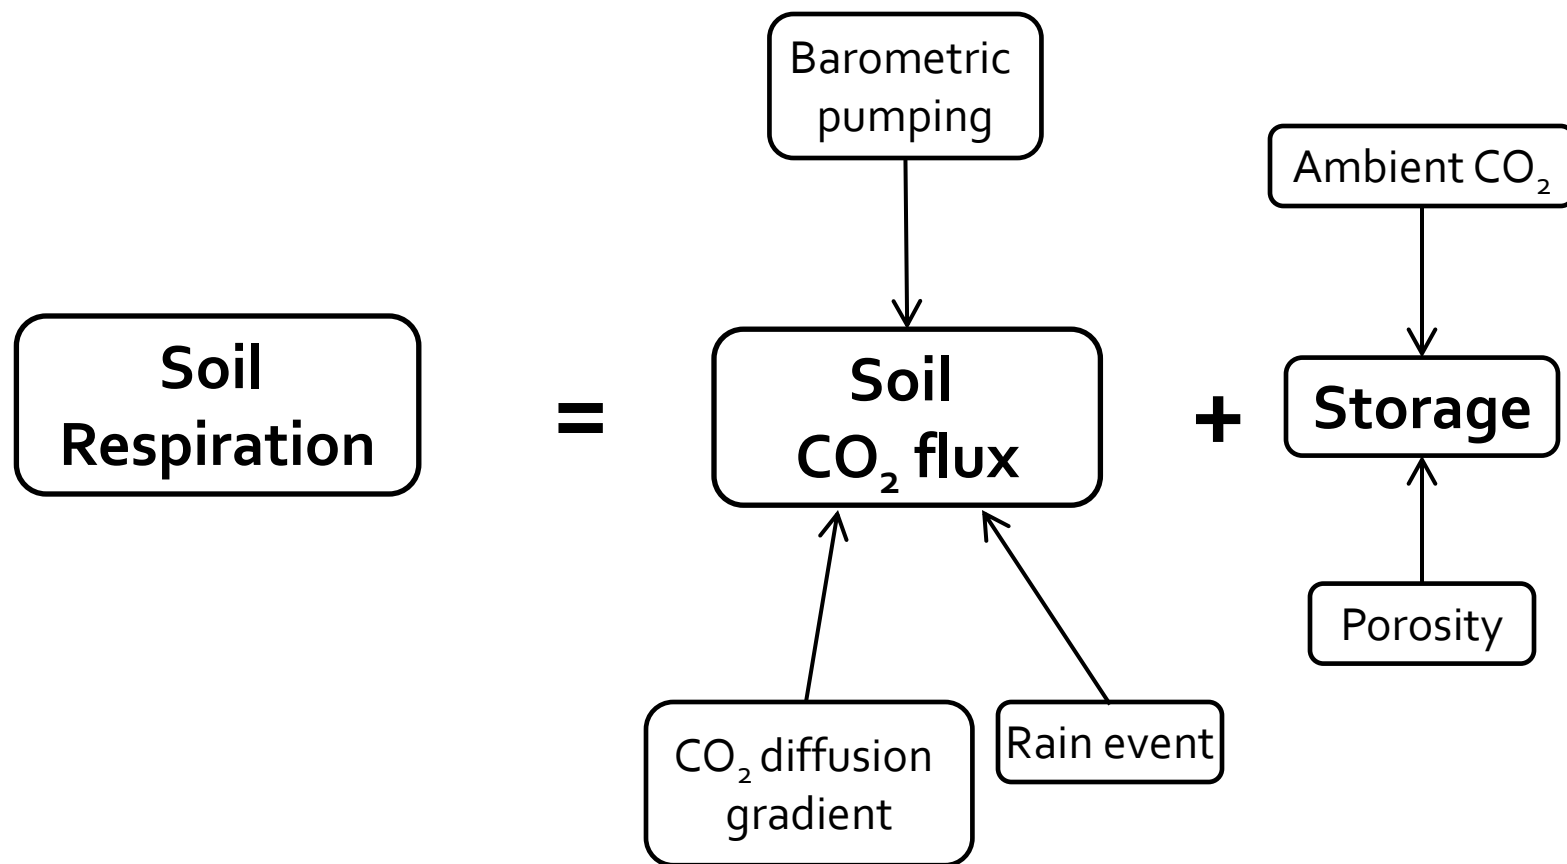 Barometric
pumping
Ambient CO₂
Soil
Respiration
=
Soil
CO₂ flux
+
Storage
Porosity
CO₂ diffusion
gradient
Rain event